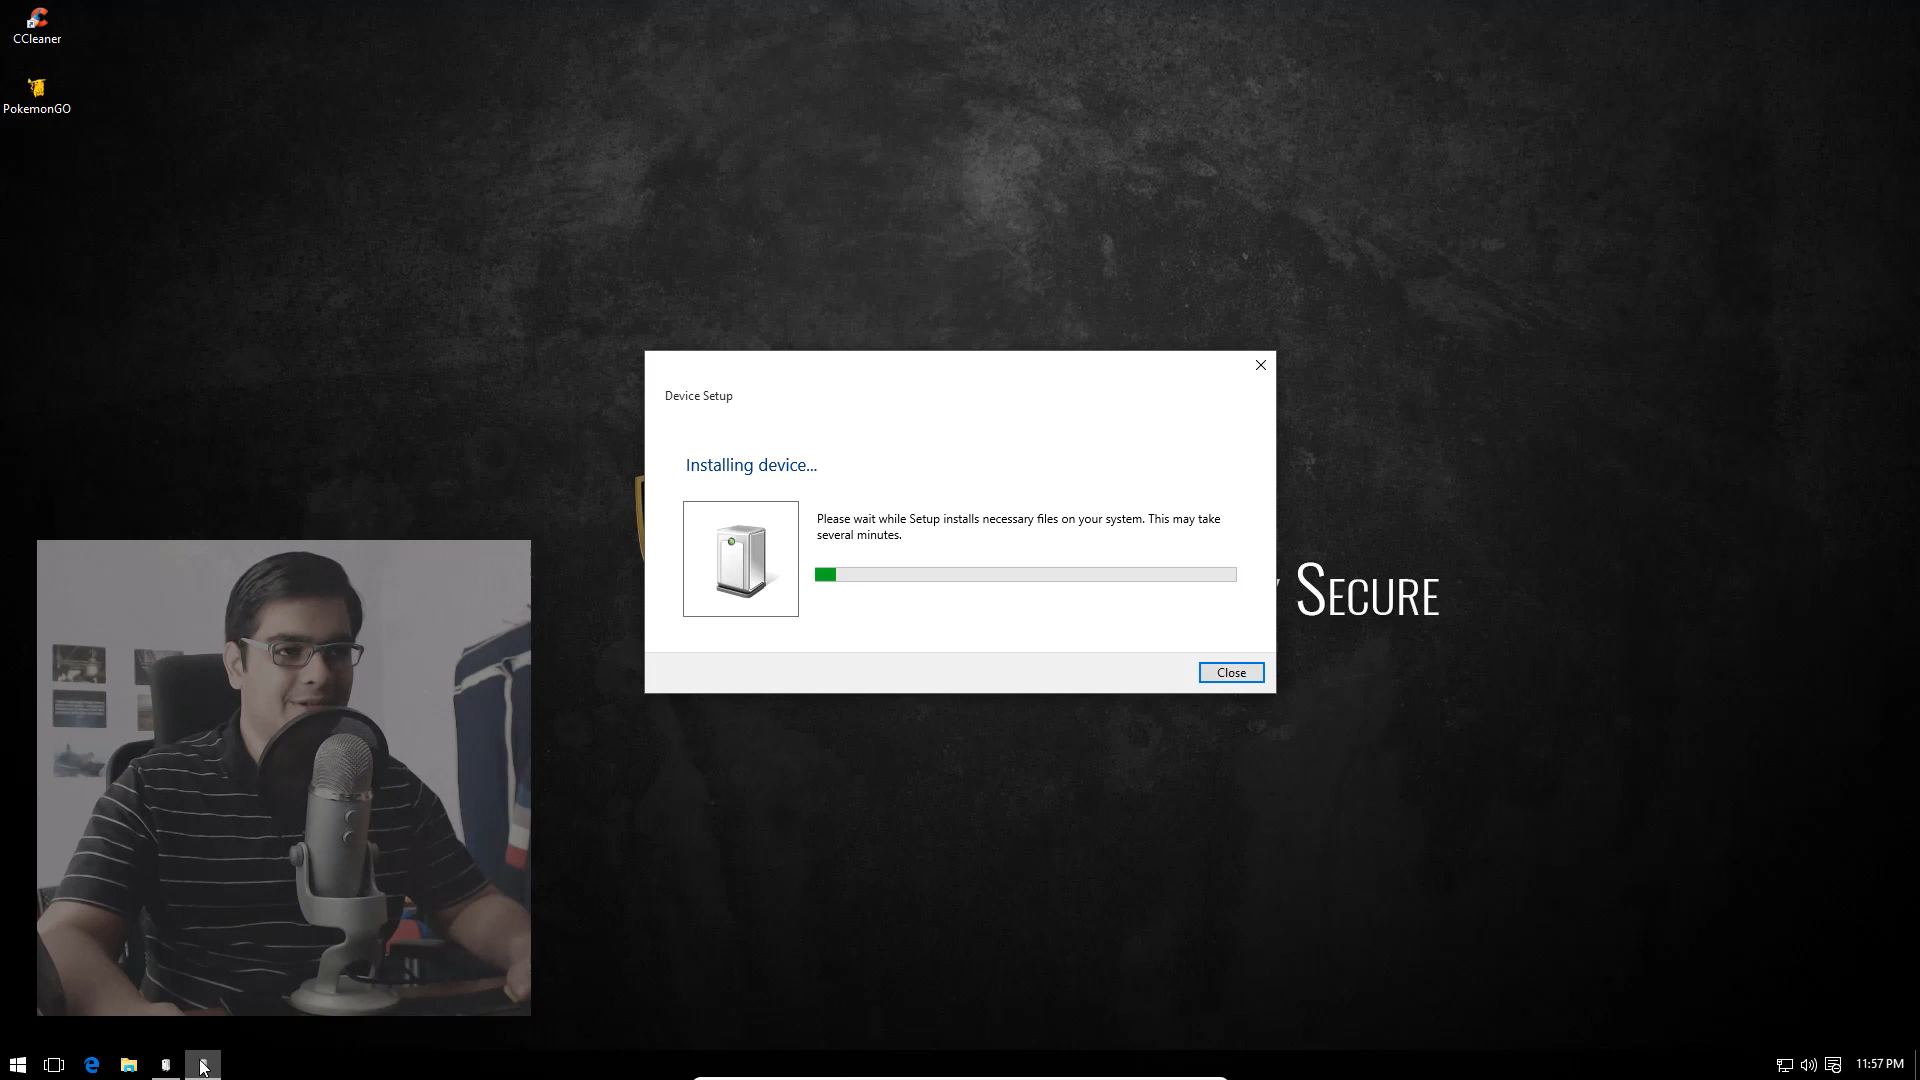 CCleaner
PokemonGO
Device Setup
Installing device...
Please wait while Setup installs necessary files on your system. This may take
several minutes.
SECURE
Close
11:57 PM